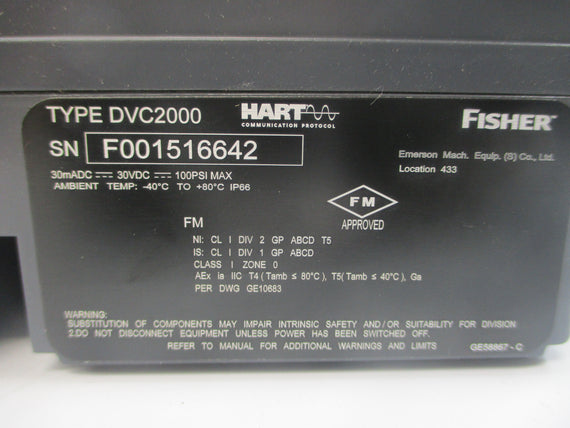 TYPE DVC2000
HART
COMMUNICATION PROTOCOL
FISHER™
SN F001516642
Emerson Mach. Equip. (S) Co., Ltd.
Location 433
30mADC ⎓ 30VDC ⎓ 100PSI MAX
AMBIENT TEMP: -40°C TO +80°C IP66
FM
APPROVED
FM
NI: CL I DIV 2 GP ABCD T5
IS: CL I DIV 1 GP ABCD
CLASS I ZONE 0
AEx ia IIC T4 (Tamb ≤ 80°C), T5(Tamb ≤ 40°C), Ga
PER DWG GE10683
WARNING:
SUBSTITUTION OF COMPONENTS MAY IMPAIR INTRINSIC SAFETY AND/OR SUITABILITY FOR DIVISION
2.DO NOT DISCONNECT EQUIPMENT UNLESS POWER HAS BEEN SWITCHED OFF.
REFER TO MANUAL FOR ADDITIONAL WARNINGS AND LIMITS
GE58867-C